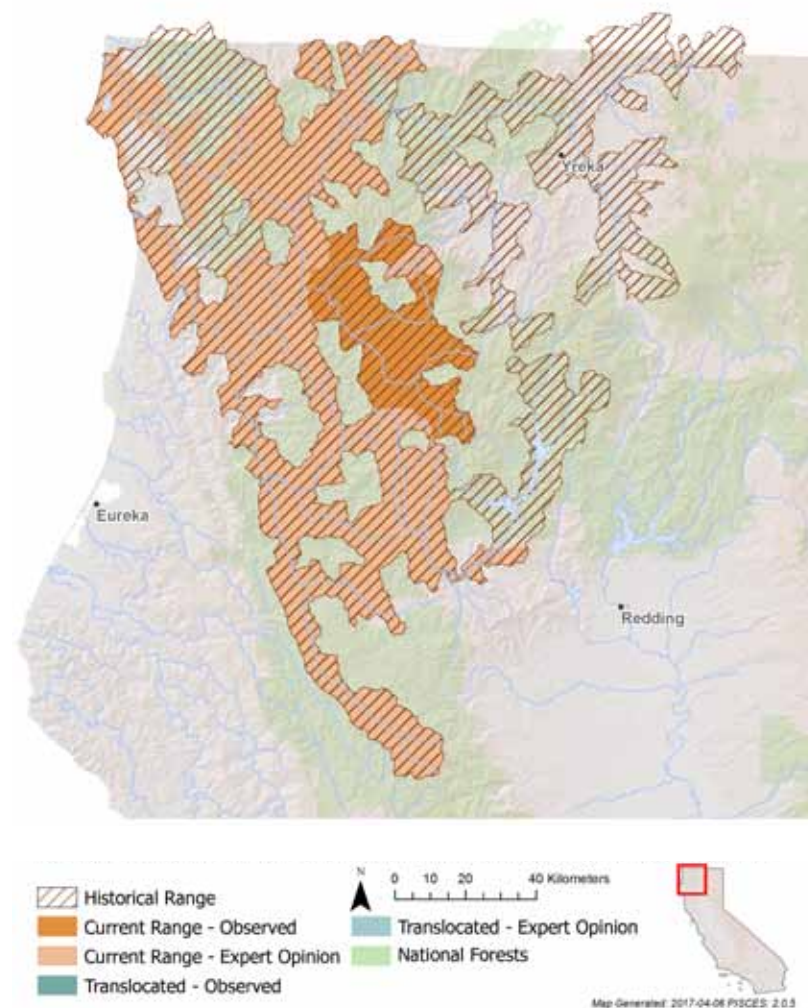 Yreka
Eureka
Redding
Historical Range
Current Range - Observed
Current Range - Expert Opinion
Translocated - Observed
N
0 10 20 40 Kilometers
Translocated - Expert Opinion
National Forests
Map Generated: 2017-04-06 PISCES: 2.0.5